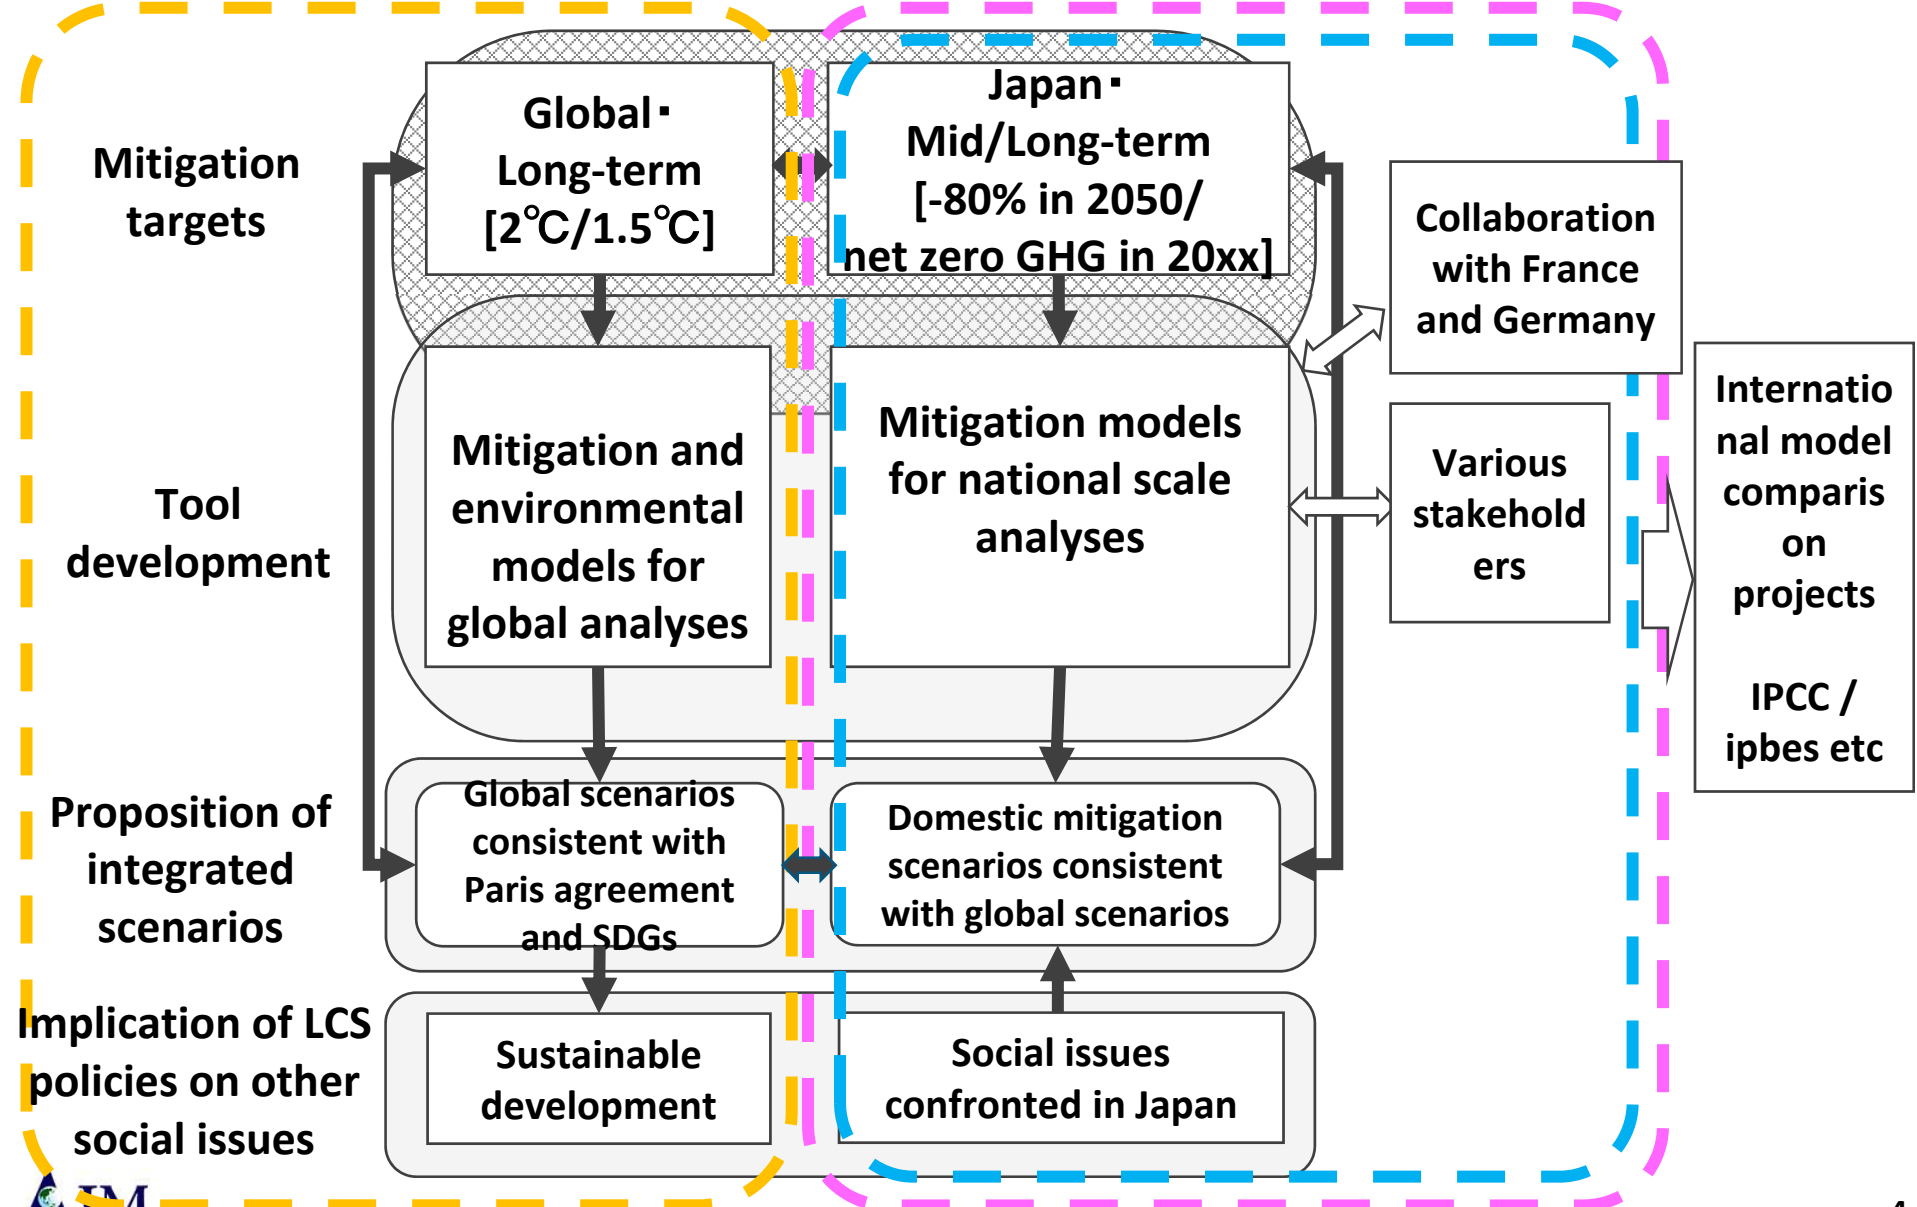 Mitigation
targets
Global･
Long-term
[2℃/1.5℃]
Japan･
Mid/Long-term
[-80% in 2050/
net zero GHG in 20xx]
Collaboration
with France
and Germany
Tool
development
Mitigation and
environmental
models for
global analyses
Mitigation models
for national scale
analyses
Various
stakehold
ers
Internatio
nal model
comparis
on
projects
IPCC /
ipbes etc
Proposition of
integrated
scenarios
Global scenarios
consistent with
Paris agreement
and SDGs
Domestic mitigation
scenarios consistent
with global scenarios
Implication of LCS
policies on other
social issues
Sustainable
development
Social issues
confronted in Japan